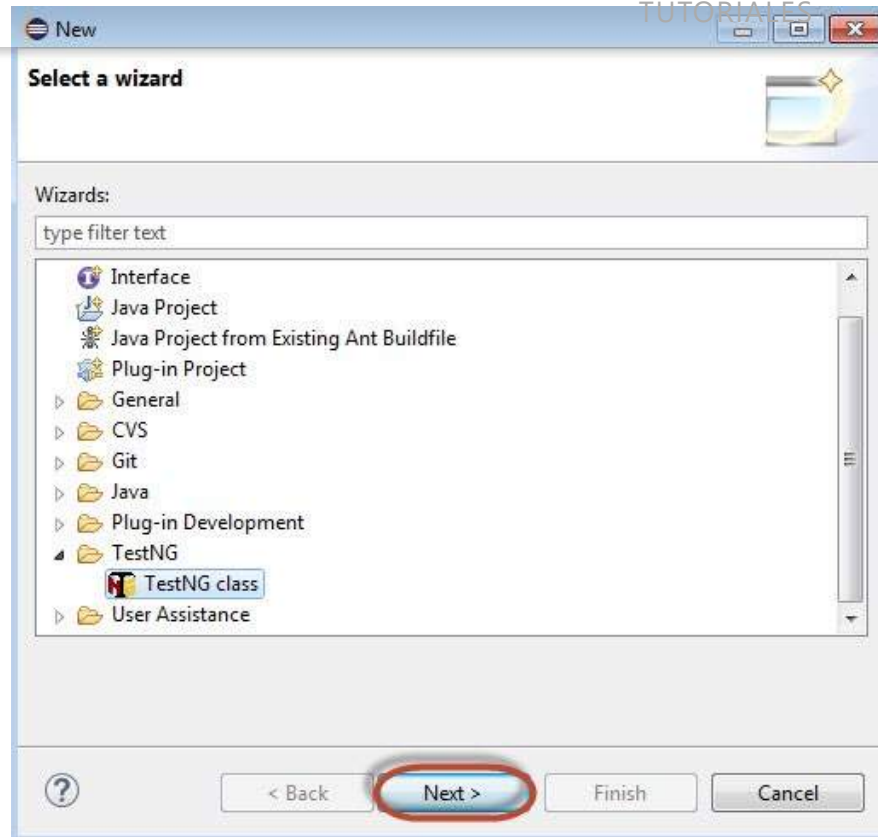 TUTORIALES
New
Select a wizard
Wizards:
type filter text
Interface
Java Project
Java Project from Existing Ant Buildfile
Plug-in Project
General
CVS
Git
Java
Plug-in Development
TestNG
TestNG class
User Assistance
? < Back Next > Finish Cancel